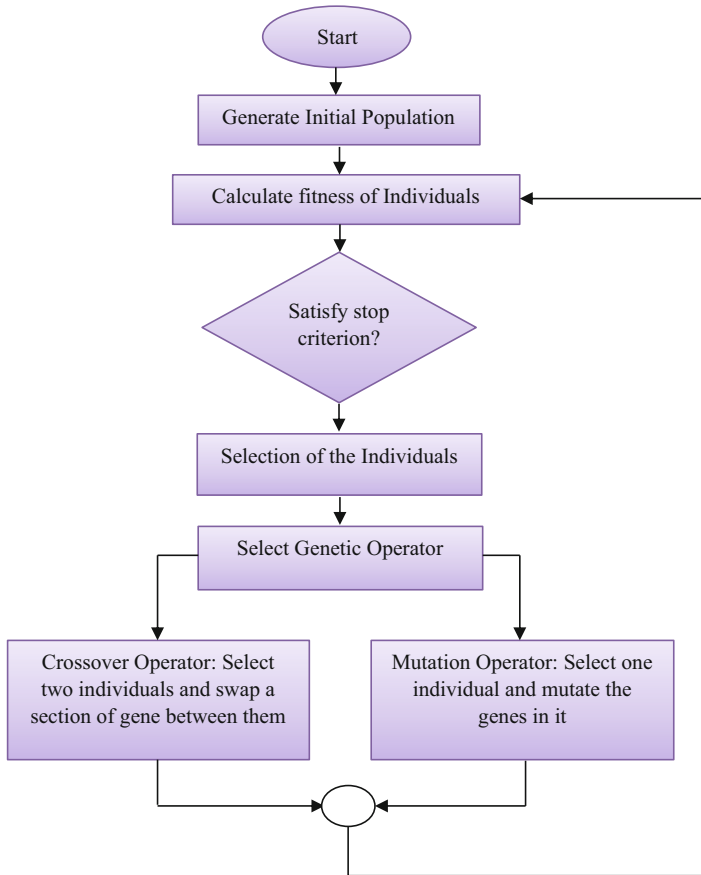 Start
Generate Initial Population
Calculate fitness of Individuals
Satisfy stop
criterion?
Selection of the Individuals
Select Genetic Operator
Crossover Operator: Select
two individuals and swap a
section of gene between them
Mutation Operator: Select one
individual and mutate the
genes in it